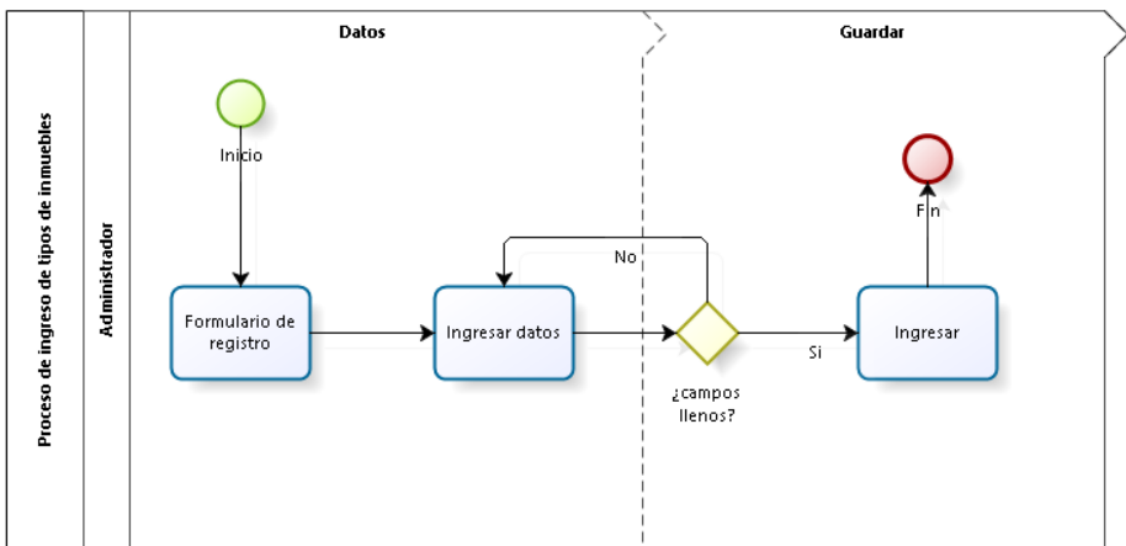 Proceso de ingreso de tipos de inmuebles
Administrador
Datos
Guardar
Inicio
Fin
No
Formulario de
registro
Ingresar datos
Si
Ingresar
¿campos
llenos?